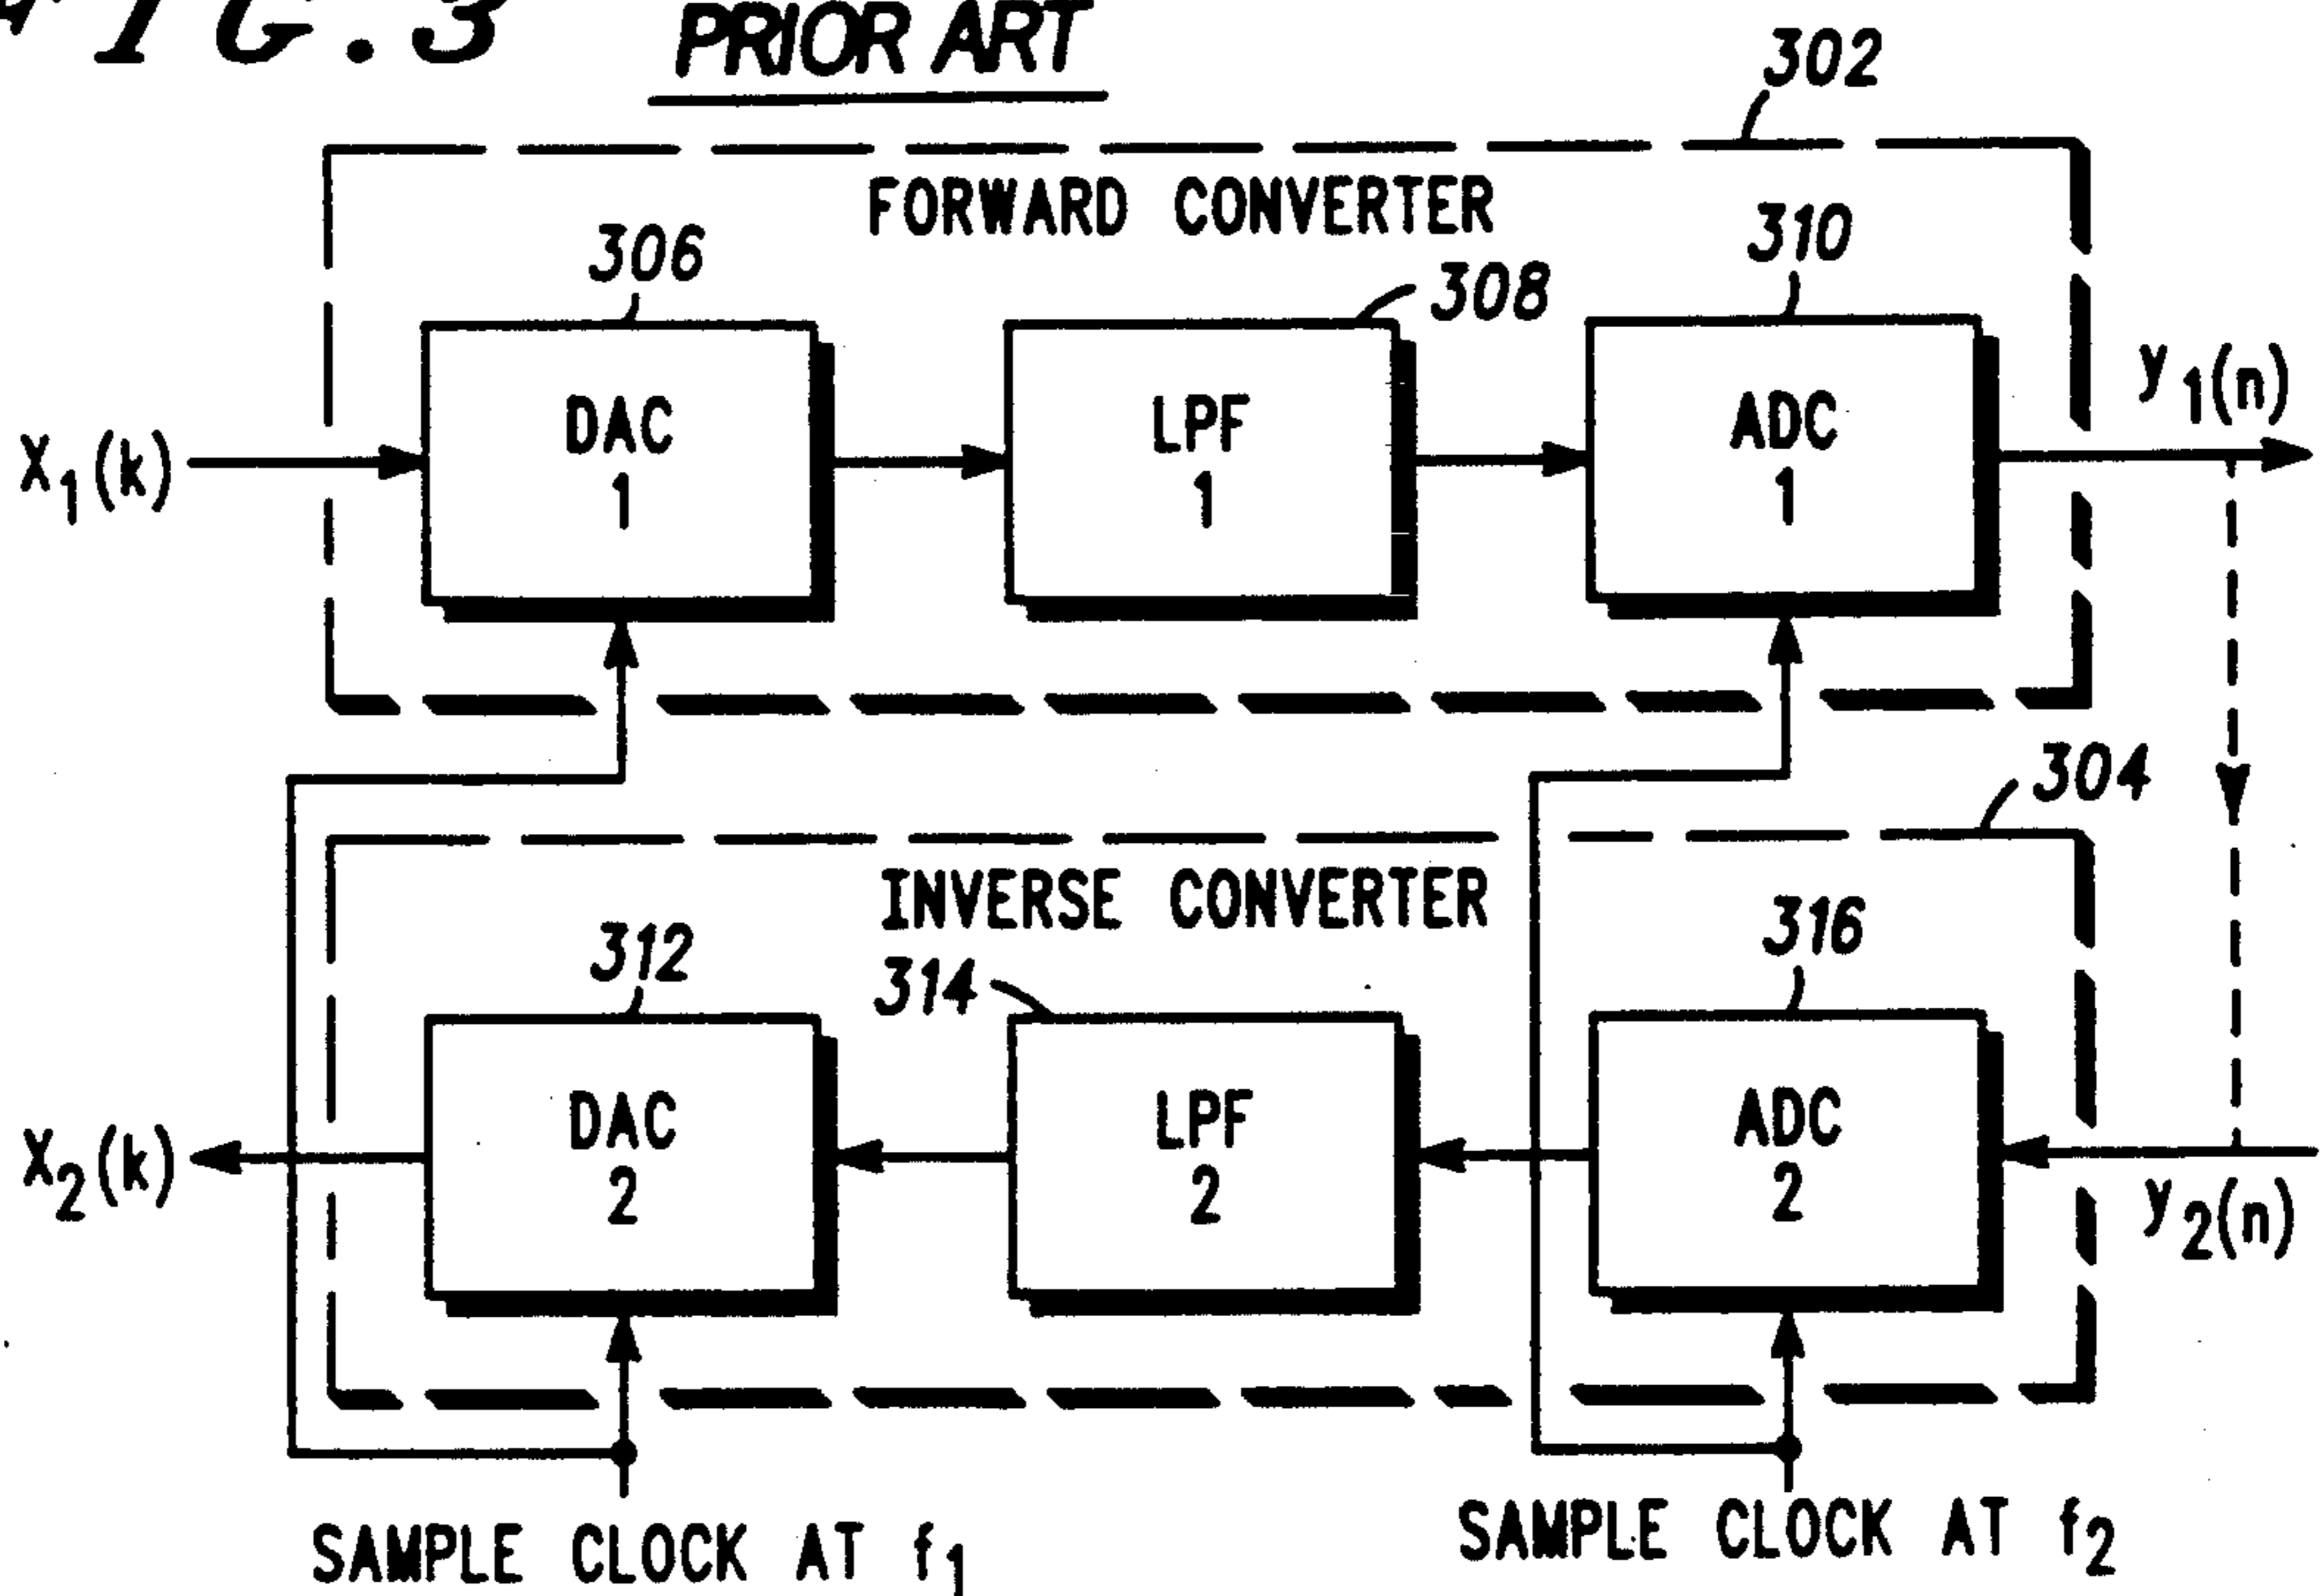 FIG.3
PRIOR ART
302
FORWARD CONVERTER
306
308
310
DAC
1
LPF
1
ADC
1
X1(k)
y1(n)
304
INVERSE CONVERTER
312
314
316
DAC
2
LPF
2
ADC
2
X2(k)
y2(n)
SAMPLE CLOCK AT f1
SAMPLE CLOCK AT f2